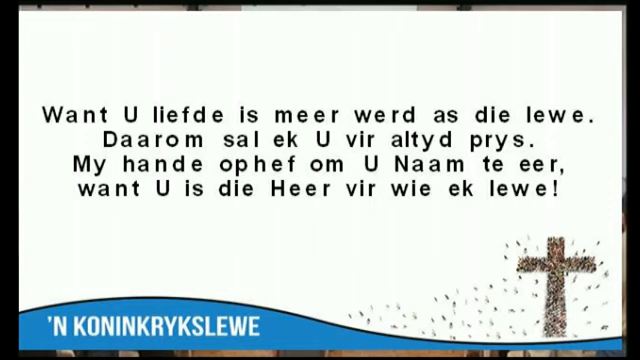 Want U liefde is meer werd as die lewe.
Daarom sal ek U vir altyd prys.
My hande ophef om U Naam te eer,
want U is die Heer vir wie ek lewe!
'N KONINKRYKSLEWE